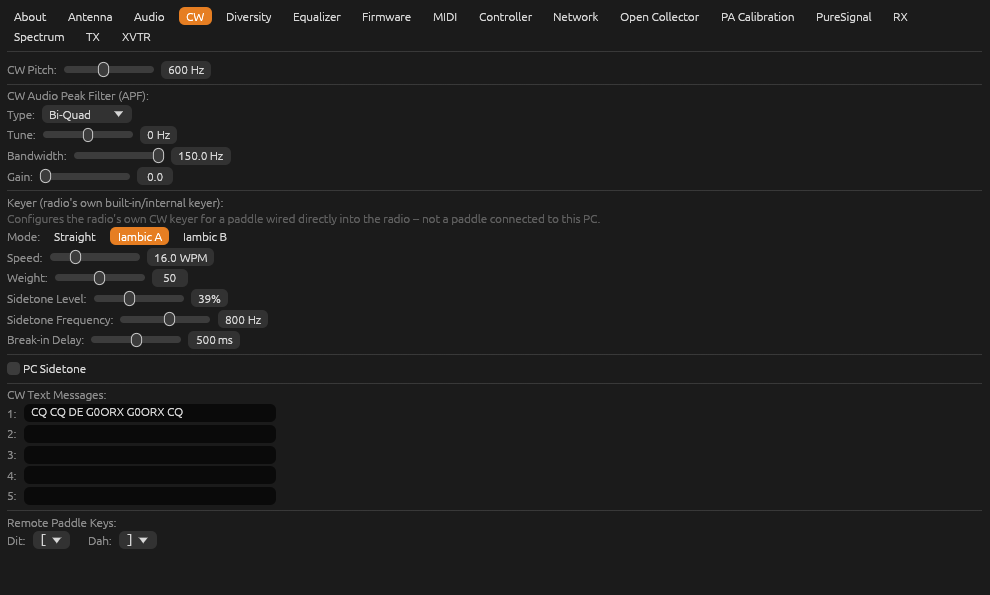 About Antenna Audio CW Diversity Equalizer Firmware MIDI Controller Network Open Collector PA Calibration PureSignal RX
Spectrum TX XVTR
CW Pitch: 600 Hz
CW Audio Peak Filter (APF):
Type: Bi-Quad
Tune: 0 Hz
Bandwidth: 150.0 Hz
Gain: 0.0
Keyer (radio's own built-in/internal keyer):
Configures the radio's own CW keyer for a paddle wired directly into the radio – not a paddle connected to this PC.
Mode: Straight Iambic A Iambic B
Speed: 16.0 WPM
Weight: 50
Sidetone Level: 39%
Sidetone Frequency: 800 Hz
Break-in Delay: 500 ms
PC Sidetone
CW Text Messages:
1: CQ CQ DE G0ORX G0ORX CQ
2:
3:
4:
5:
Remote Paddle Keys:
Dit: [ Dah: ]